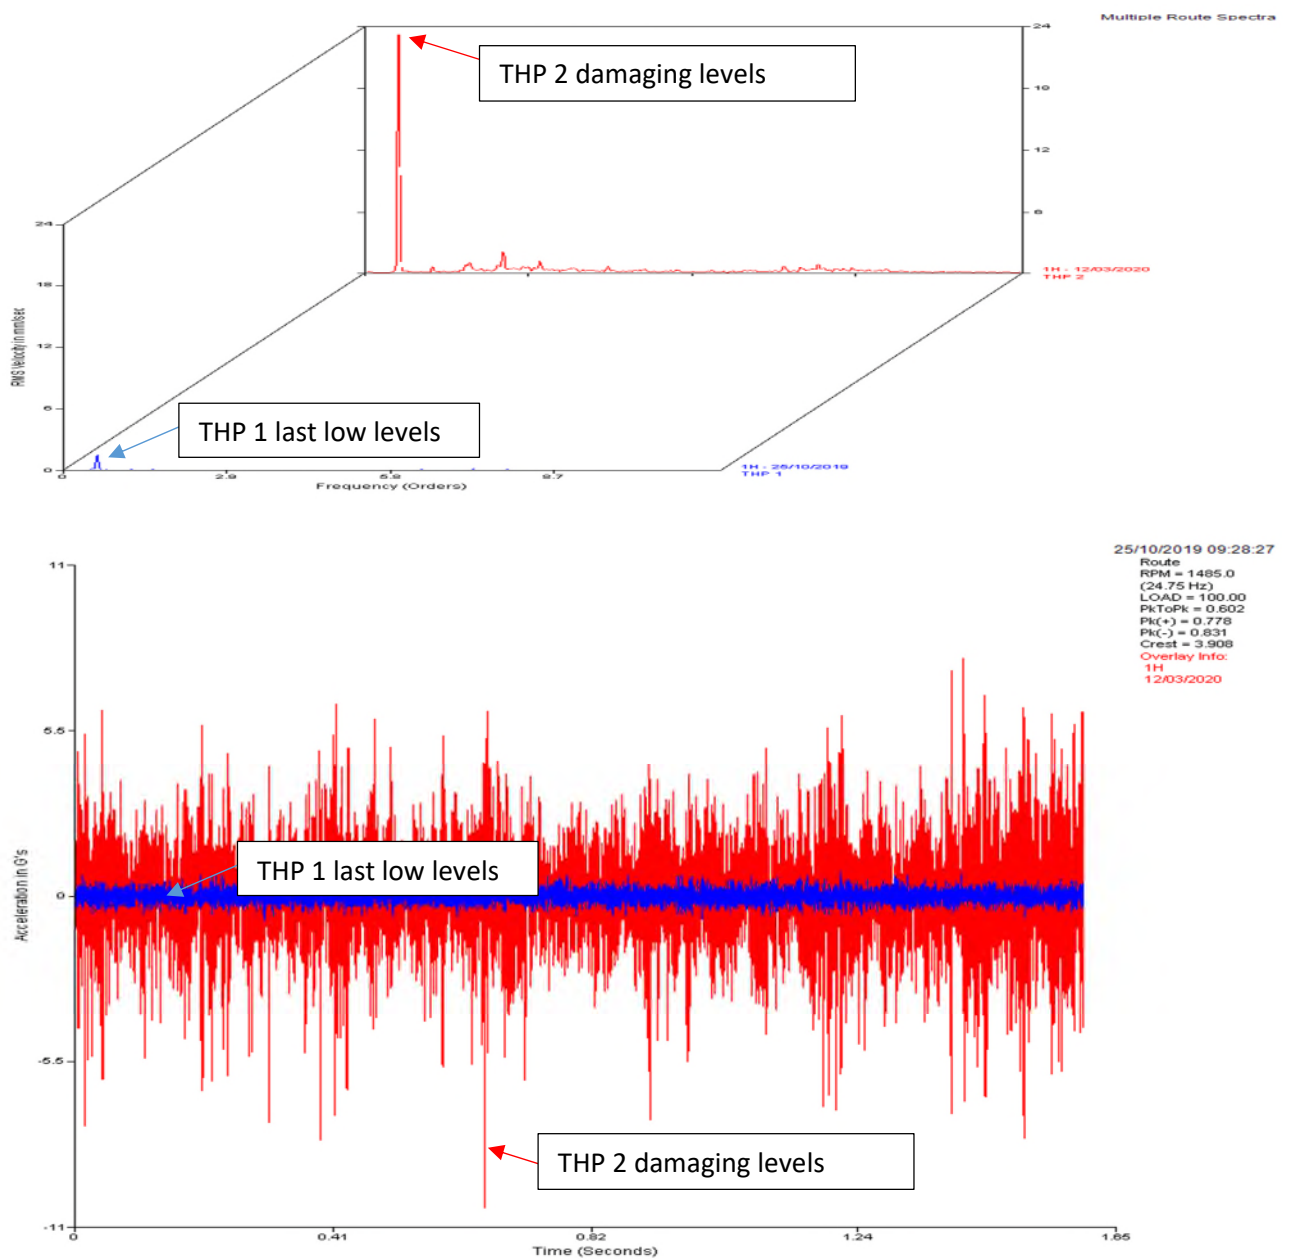 Multiple Route Spectra
24
THP 2 damaging levels
18
12
6
24
1H - 12/03/2020
THP 2
18
RMS Velocity in mm/sec
12
6
THP 1 last low levels
0
1H - 25/10/2019
THP 1
0
2.9
5.8
8.7
Frequency (Orders)
25/10/2019 09:28:27
11
Route
RPM = 1485.0
(24.75 Hz)
LOAD = 100.00
PkToPk = 0.602
Pk(+) = 0.778
Pk(-) = 0.831
Crest = 3.908
Overlay Info:
1H
12/03/2020
5.5
THP 1 last low levels
0
Acceleration in G's
-5.5
THP 2 damaging levels
-11
0
0.41
0.82
1.24
1.65
Time (Seconds)